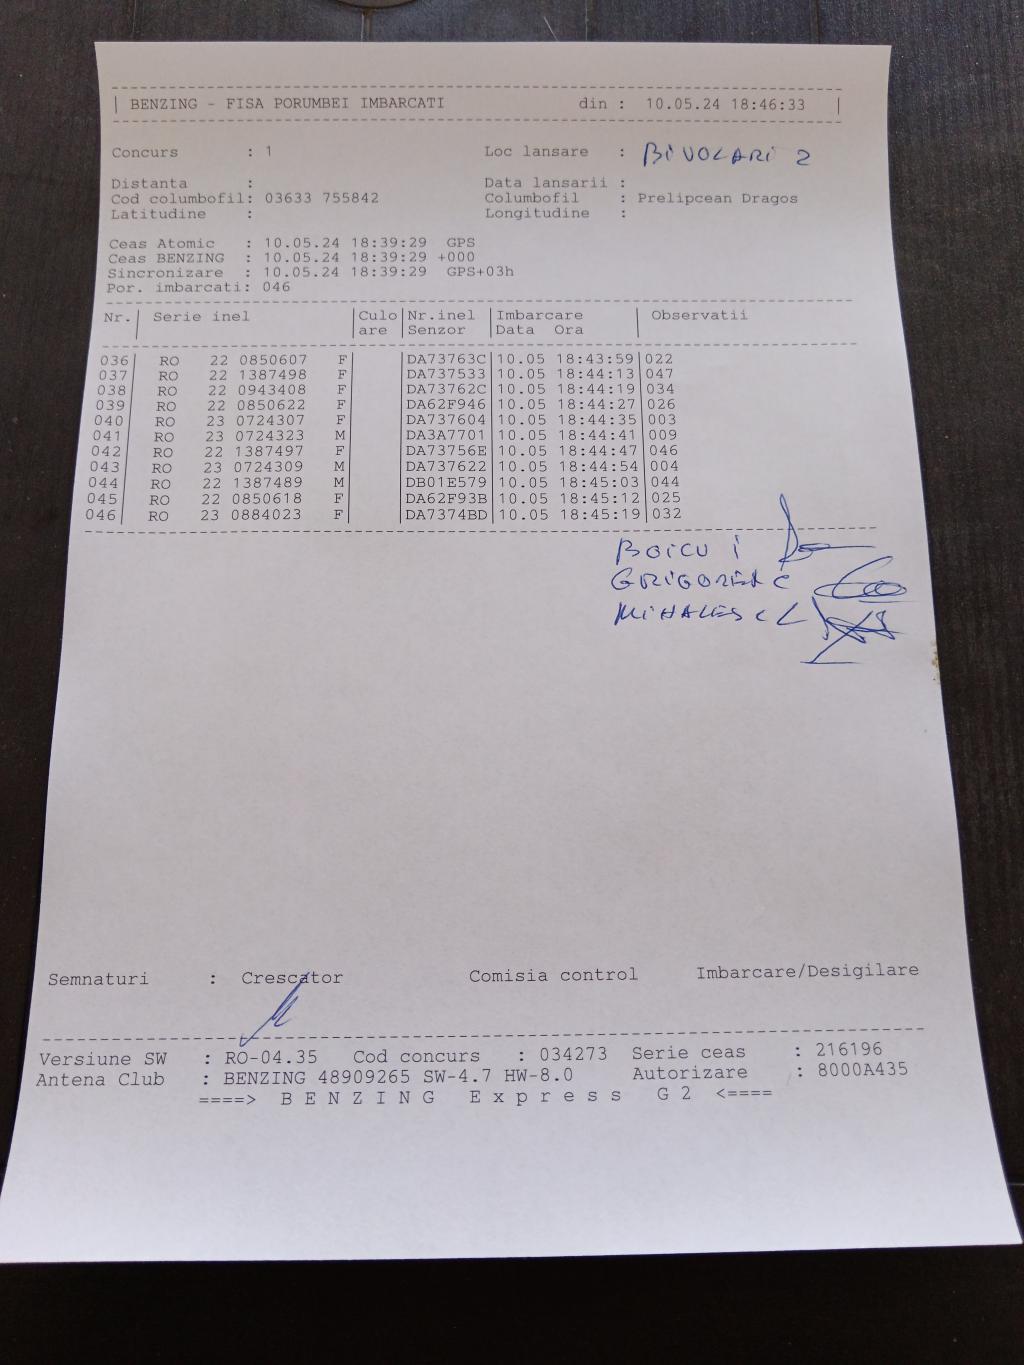 | BENZING - FISA PORUMBEI IMBARCATI din : 10.05.24 18:46:33 |
Concurs : 1 Loc lansare : BIVOLARI 2
Distanta : Data lansarii :
Cod columbofil: 03633 755842 Columbofil : Prelipcean Dragos
Latitudine : Longitudine :
Ceas Atomic : 10.05.24 18:39:29 GPS
Ceas BENZING : 10.05.24 18:39:29 +000
Sincronizare : 10.05.24 18:39:29 GPS+03h
Por. imbarcati: 046
Nr.| Serie inel |Culo|Nr.inel |Imbarcare | Observatii
|are |Senzor |Data Ora |
036| RO 22 0850607 F| |DA73763C|10.05 18:43:59|022
037| RO 22 1387498 F| |DA737533|10.05 18:44:13|047
038| RO 22 0943408 F| |DA73762C|10.05 18:44:19|034
039| RO 22 0850622 F| |DA62F946|10.05 18:44:27|026
040| RO 23 0724307 F| |DA737604|10.05 18:44:35|003
041| RO 23 0724323 M| |DA3A7701|10.05 18:44:41|009
042| RO 22 1387497 F| |DA73756E|10.05 18:44:47|046
043| RO 23 0724309 M| |DA737622|10.05 18:44:54|004
044| RO 22 1387489 M| |DB01E579|10.05 18:45:03|044
045| RO 22 0850618 F| |DA62F93B|10.05 18:45:12|025
046| RO 23 0884023 F| |DA7374BD|10.05 18:45:19|032
BOICU I
C
Semnaturi : Crescator Comisia control Imbarcare/Desigilare
Versiune SW : RO-04.35 Cod concurs : 034273 Serie ceas : 216196
Antena Club : BENZING 48909265 SW-4.7 HW-8.0 Autorizare : 8000A435
====> B E N Z I N G E x p r e s s G 2 <====